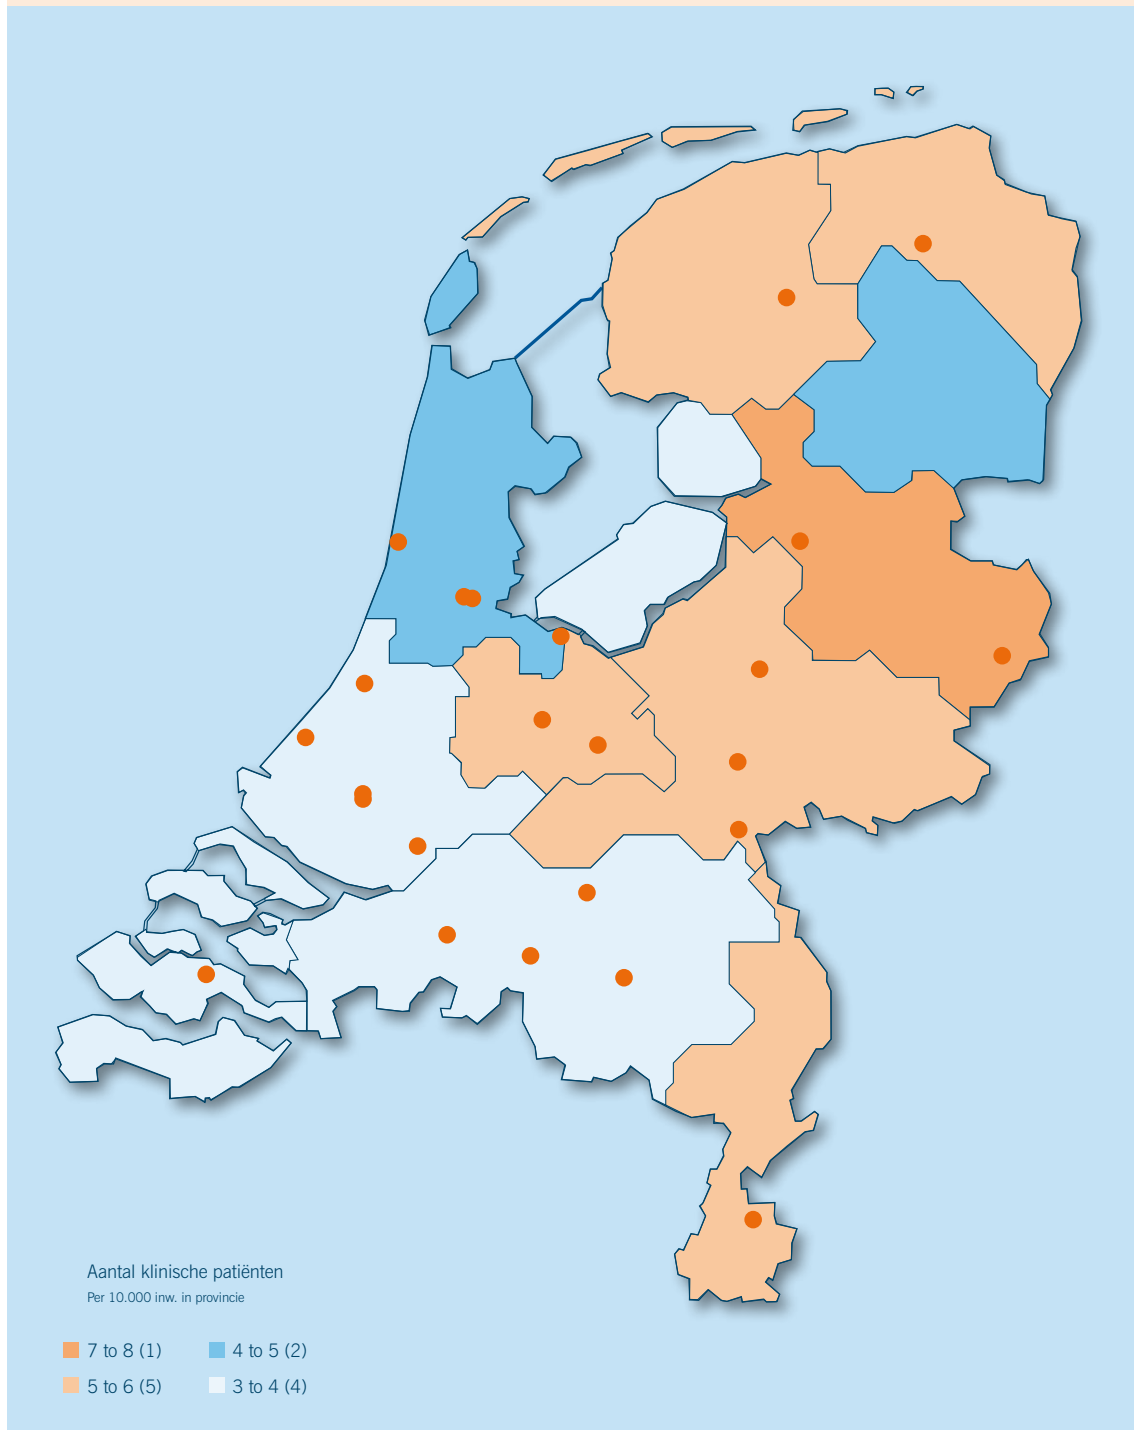 Aantal klinische patiënten
Per 10.000 inw. in provincie
7 to 8 (1)
4 to 5 (2)
5 to 6 (5)
3 to 4 (4)